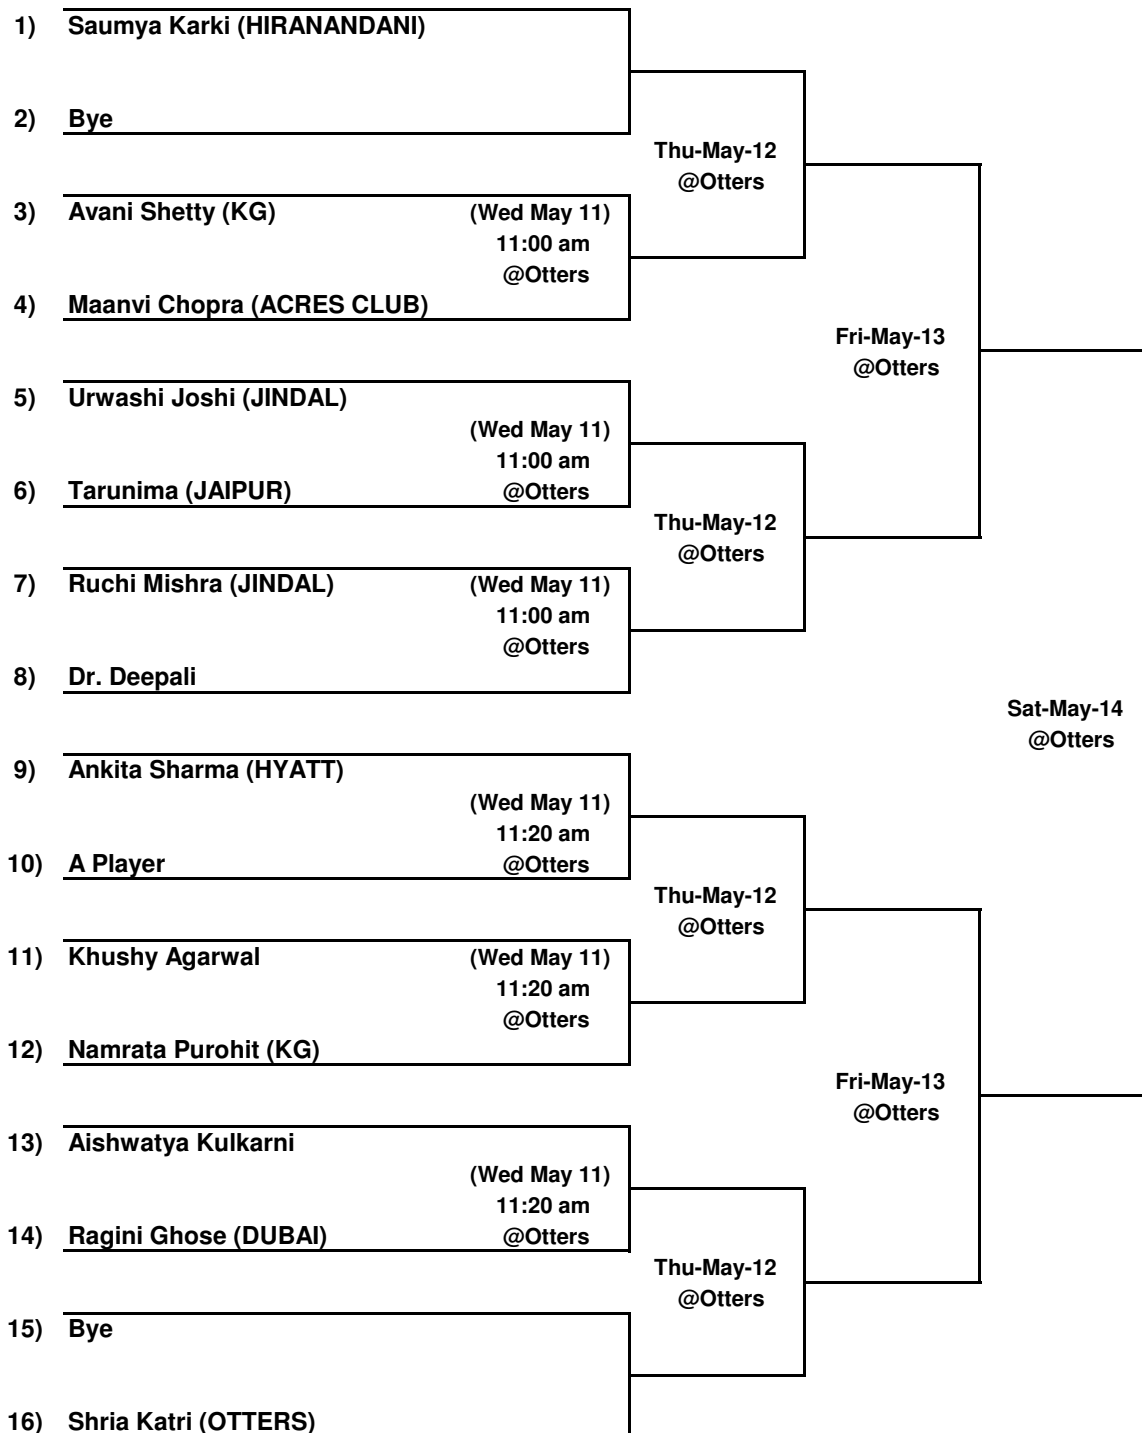 1) Saumya Karki (HIRANANDANI)
2) Bye
Thu-May-12
@Otters
3) Avani Shetty (KG) (Wed May 11)
11:00 am
@Otters
4) Maanvi Chopra (ACRES CLUB)
Fri-May-13
@Otters
5) Urwashi Joshi (JINDAL)
(Wed May 11)
11:00 am
6) Tarunima (JAIPUR) @Otters
Thu-May-12
@Otters
7) Ruchi Mishra (JINDAL) (Wed May 11)
11:00 am
@Otters
8) Dr. Deepali
Sat-May-14
@Otters
9) Ankita Sharma (HYATT)
(Wed May 11)
11:20 am
10) A Player @Otters
Thu-May-12
@Otters
11) Khushy Agarwal (Wed May 11)
11:20 am
@Otters
12) Namrata Purohit (KG)
Fri-May-13
@Otters
13) Aishwatya Kulkarni
(Wed May 11)
11:20 am
14) Ragini Ghose (DUBAI) @Otters
Thu-May-12
@Otters
15) Bye
16) Shria Katri (OTTERS)